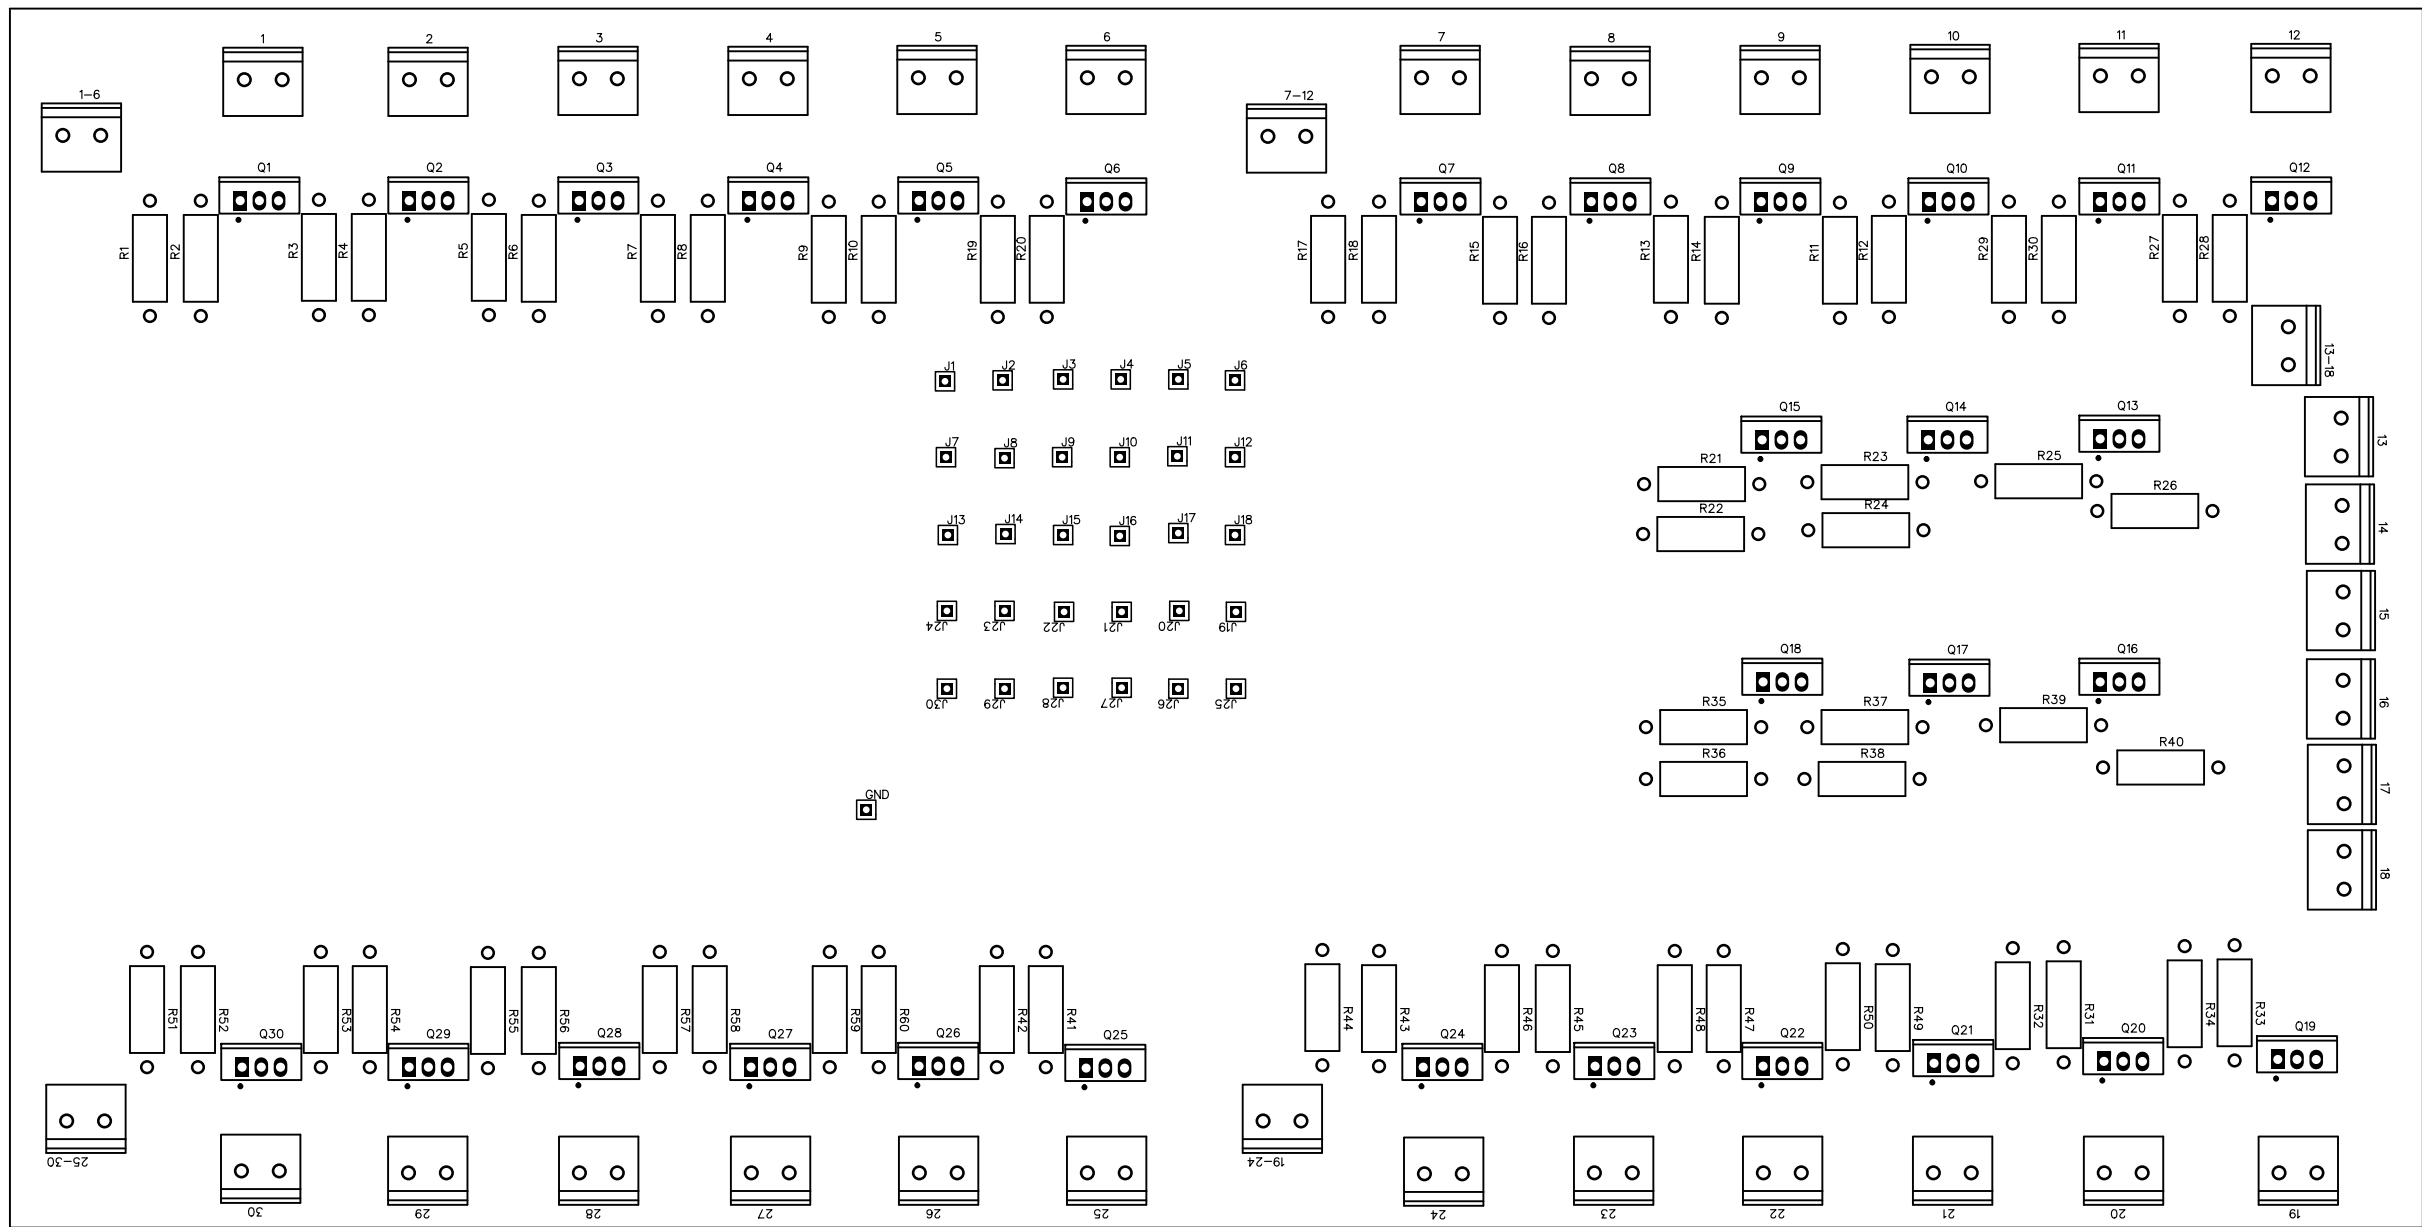 1 2 3 4 5 6 7 8 9 10 11 12
1-6 7-12
Q1 Q2 Q3 Q4 Q5 Q6 Q7 Q8 Q9 Q10 Q11 Q12
R1 R2 R3 R4 R5 R6 R7 R8 R9 R10 R19 R20 R17 R18 R15 R16 R13 R14 R11 R12 R29 R30 R27 R28
13-18
J1 J2 J3 J4 J5 J6
Q15 Q14 Q13
13
J7 J8 J9 J10 J11 J12
R21 R23 R25
R26
R22 R24
J13 J14 J15 J16 J17 J18
14
J24 J23 J22 J21 J20 J19
15
Q18 Q17 Q16
J30 J29 J28 J27 J26 J25
R35 R37 R39
16
R40
R36 R38
17
GND
18
R51 R52 R53 R54 R55 R56 R57 R58 R59 R60 R42 R41 R44 R43 R46 R45 R48 R47 R50 R49 R32 R31 R34 R33
Q30 Q29 Q28 Q27 Q26 Q25 Q24 Q23 Q22 Q21 Q20 Q19
25-30 19-24
30 29 28 27 26 25 24 23 22 21 20 19